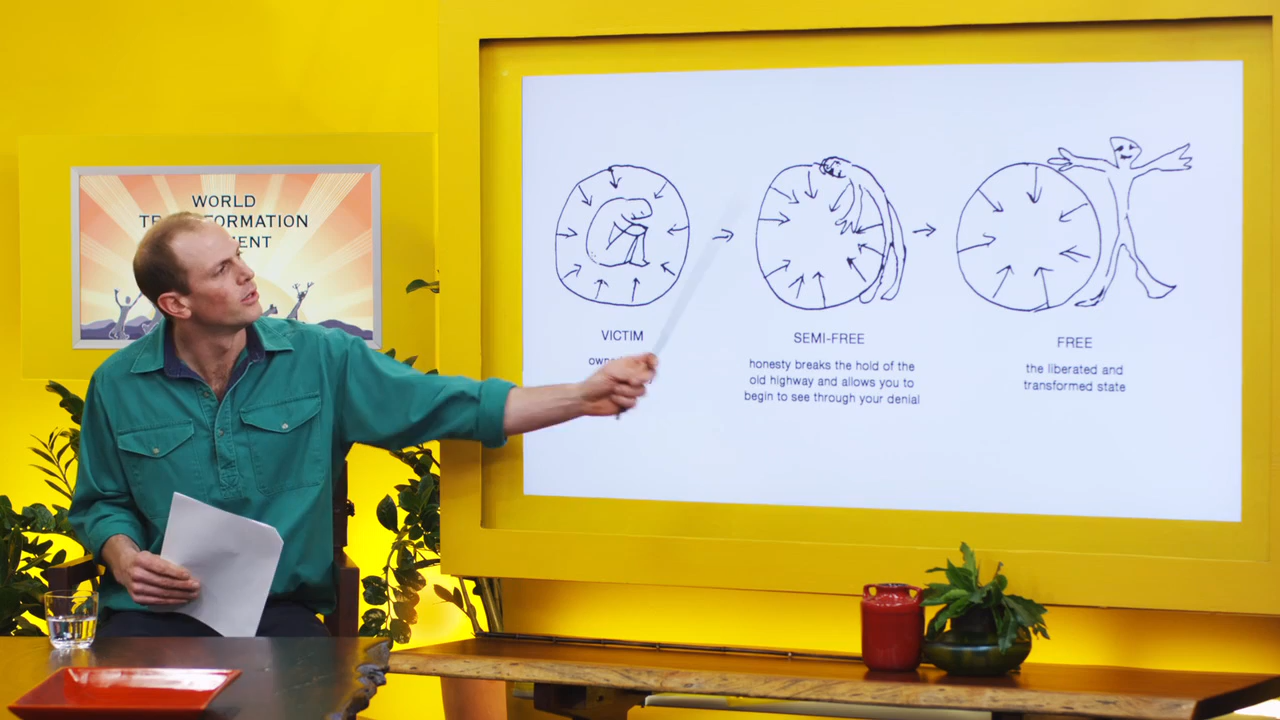 WORLD
VICTIM
SEMI-FREE
honesty breaks the hold of the
old highway and allows you to
begin to see through your denial
FREE
the liberated and
transformed state